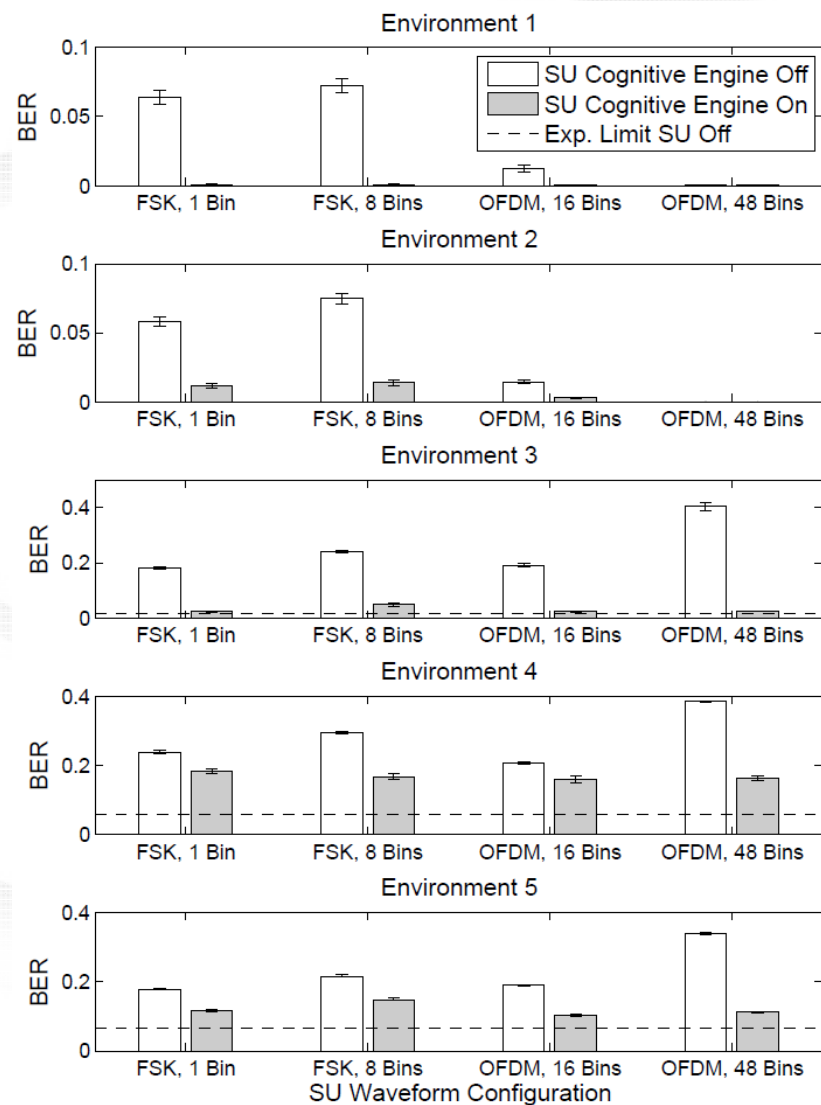 Environment 1
0.1
0.05
0
BER
SU Cognitive Engine Off
SU Cognitive Engine On
Exp. Limit SU Off
FSK, 1 Bin FSK, 8 Bins OFDM, 16 Bins OFDM, 48 Bins
Environment 2
0.1
0.05
0
BER
FSK, 1 Bin FSK, 8 Bins OFDM, 16 Bins OFDM, 48 Bins
Environment 3
0.4
0.2
0
BER
FSK, 1 Bin FSK, 8 Bins OFDM, 16 Bins OFDM, 48 Bins
Environment 4
0.4
0.2
0
BER
FSK, 1 Bin FSK, 8 Bins OFDM, 16 Bins OFDM, 48 Bins
Environment 5
0.4
0.2
0
BER
FSK, 1 Bin FSK, 8 Bins OFDM, 16 Bins OFDM, 48 Bins
SU Waveform Configuration